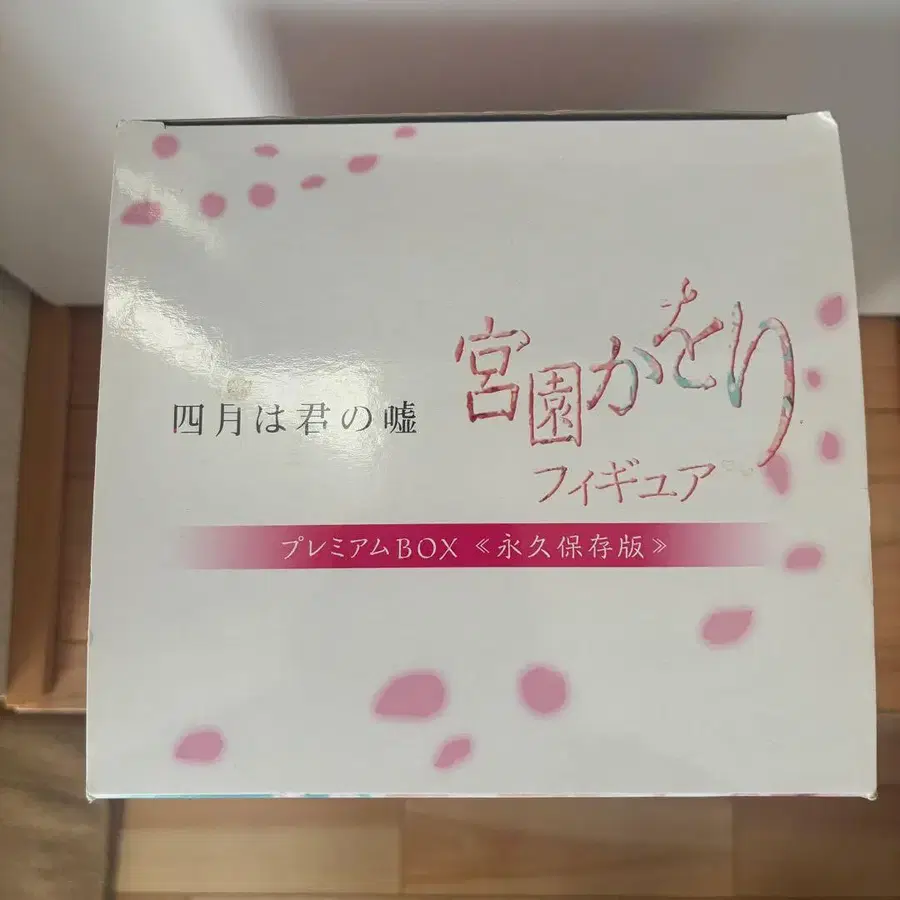 四月は君の嘘
宮園かをり
フィギュア
プレミアムBOX《永久保存版》